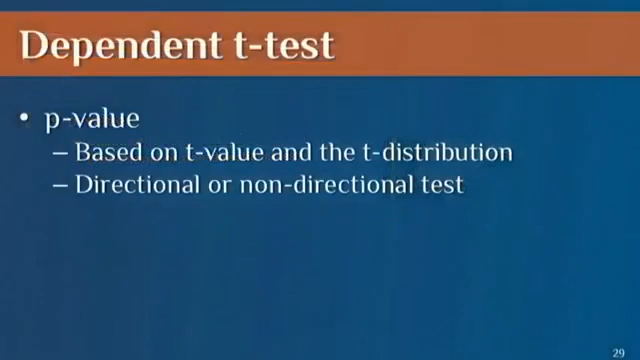 Dependent t-test
• p-value
– Based on t-value and the t-distribution
– Directional or non-directional test
29